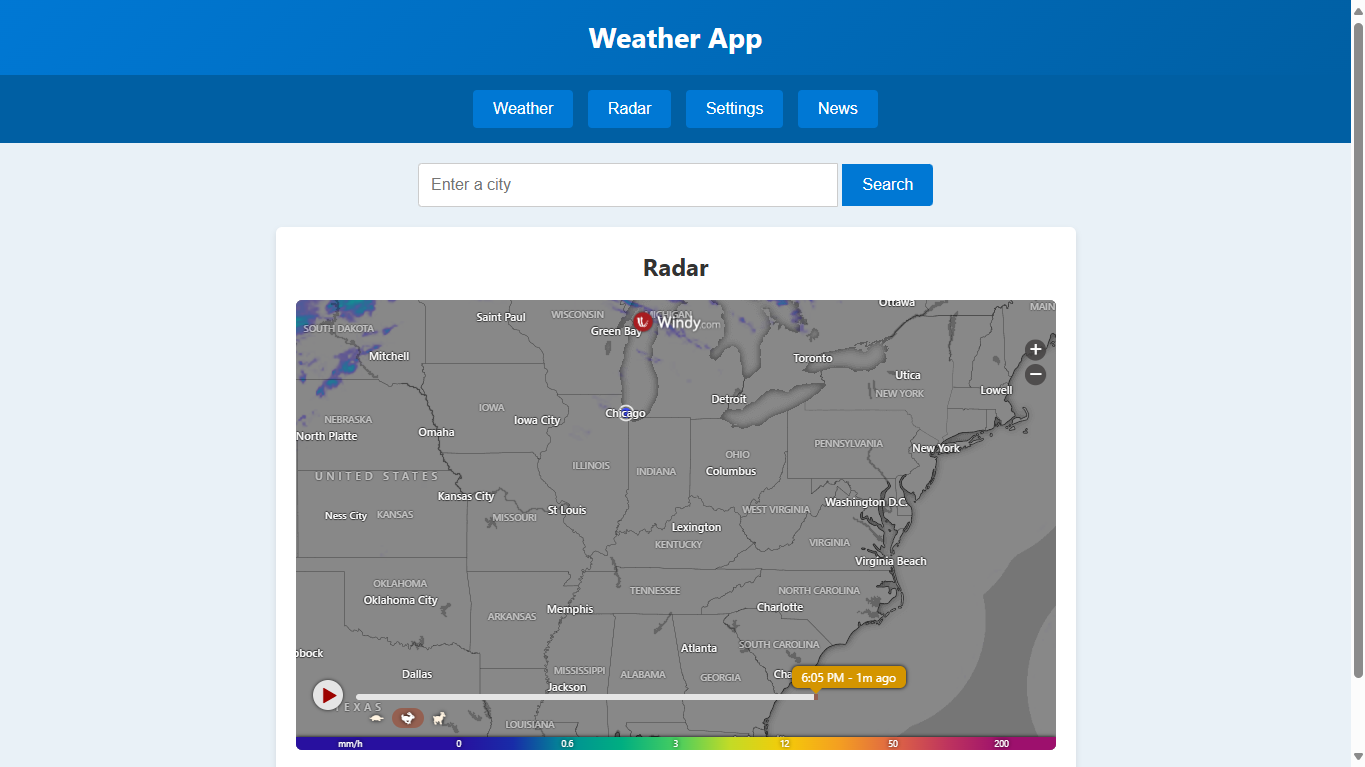 Weather App
Weather Radar Settings News
Enter a city Search
Radar
Ottawa
MAIN
Saint Paul WISCONSIN MICHIGAN Windy.com
SOUTH DAKOTA Green Bay
Mitchell Toronto
Utica
NEW YORK Lowell
Detroit
IOWA Chicago
NEBRASKA Iowa City
North Platte Omaha PENNSYLVANIA New York
OHIO
ILLINOIS INDIANA Columbus
UNITED STATES
Kansas City Washington D.C.
Ness City KANSAS MISSOURI St Louis WEST VIRGINIA
Lexington
KENTUCKY VIRGINIA
Virginia Beach
OKLAHOMA TENNESSEE NORTH CAROLINA
Oklahoma City Memphis Charlotte
ARKANSAS
Atlanta SOUTH CAROLINA
bbock
Dallas MISSISSIPPI ALABAMA GEORGIA Cha 6:05 PM - 1m ago
Jackson
TEXAS
LOUISIANA
mm/h 0 0.6 3 12 50 200